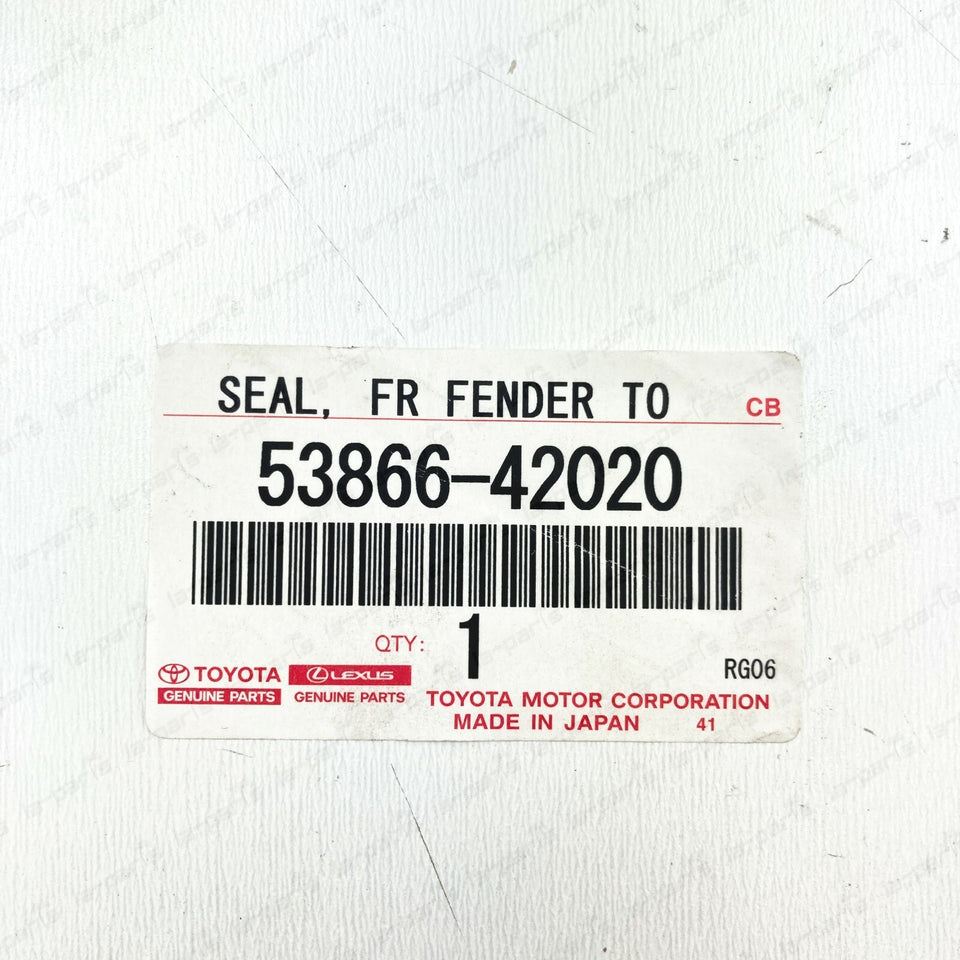 SEAL, FR FENDER TO CB
53866-42020
QTY: 1
RG06
TOYOTA LEXUS
GENUINE PARTS GENUINE PARTS
TOYOTA MOTOR CORPORATION
MADE IN JAPAN 41